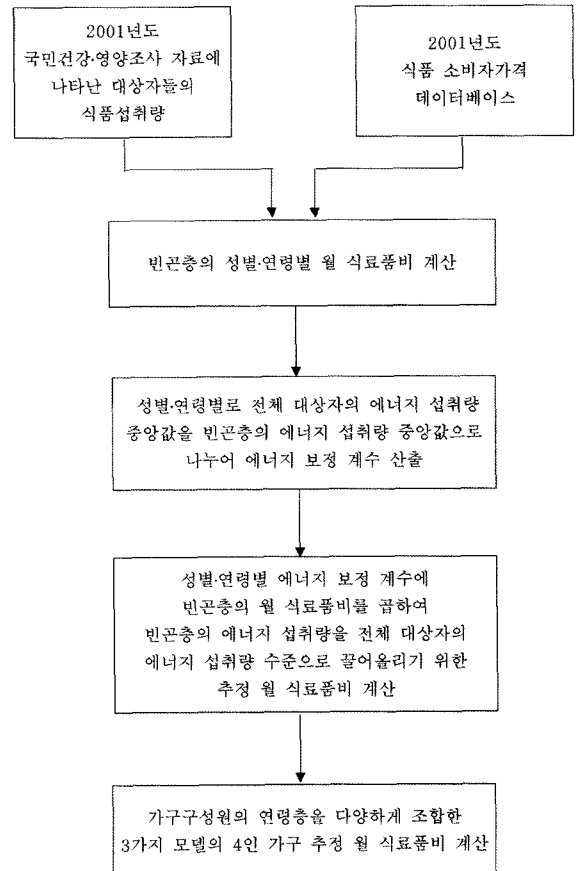 2001년도
국민건강·영양조사 자료에
나타난 대상자들의
식품섭취량
2001년도
식품 소비자가격
데이터베이스
빈곤층의 성별·연령별 월 식료품비 계산
성별·연령별로 전체 대상자의 에너지 섭취량
중앙값을 빈곤층의 에너지 섭취량 중앙값으로
나누어 에너지 보정 계수 산출
성별·연령별 에너지 보정 계수에
빈곤층의 월 식료품비를 곱하여
빈곤층의 에너지 섭취량을 전체 대상자의
에너지 섭취량 수준으로 끌어올리기 위한
추정 월 식료품비 계산
가구구성원의 연령층을 다양하게 조합한
3가지 모델의 4인 가구 추정 월 식료품비 계산